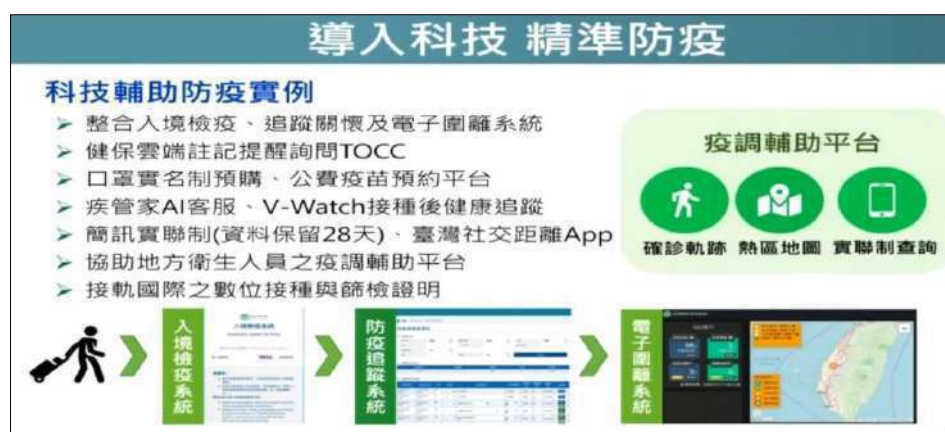 導入科技 精準防疫
科技輔助防疫實例
➢ 整合入境檢疫、追蹤關懷及電子圍籬系統
➢ 健保雲端註記提醒詢問TOCC
➢ 口罩實名制預購、公費疫苗預約平台
➢ 疾管家AI客服、V-Watch接種後健康追蹤
➢ 簡訊實聯制(資料保留28天)、臺灣社交距離App
➢ 協助地方衛生人員之疫調輔助平台
➢ 接軌國際之數位接種與篩檢證明
疫調輔助平台
確診軌跡
熱區地圖
實聯制查詢
入境檢疫系統
入境檢疫系統
防疫追蹤系統
電子圍籬系統